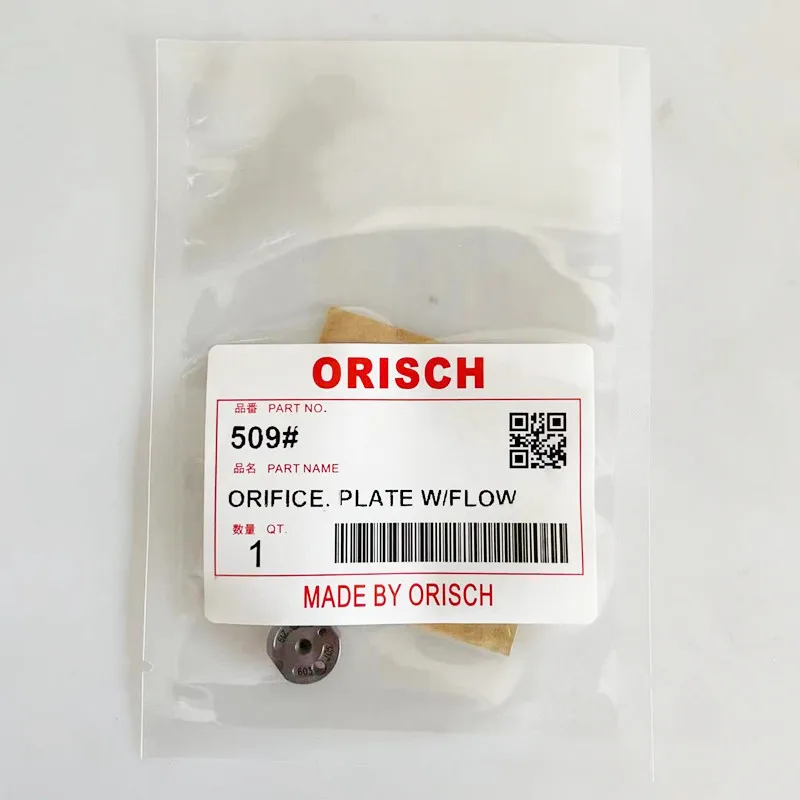 ORISCH
品番 PART NO.
509#
品名 PART NAME
ORIFICE. PLATE W/FLOW
数量 QT.
1
MADE BY ORISCH